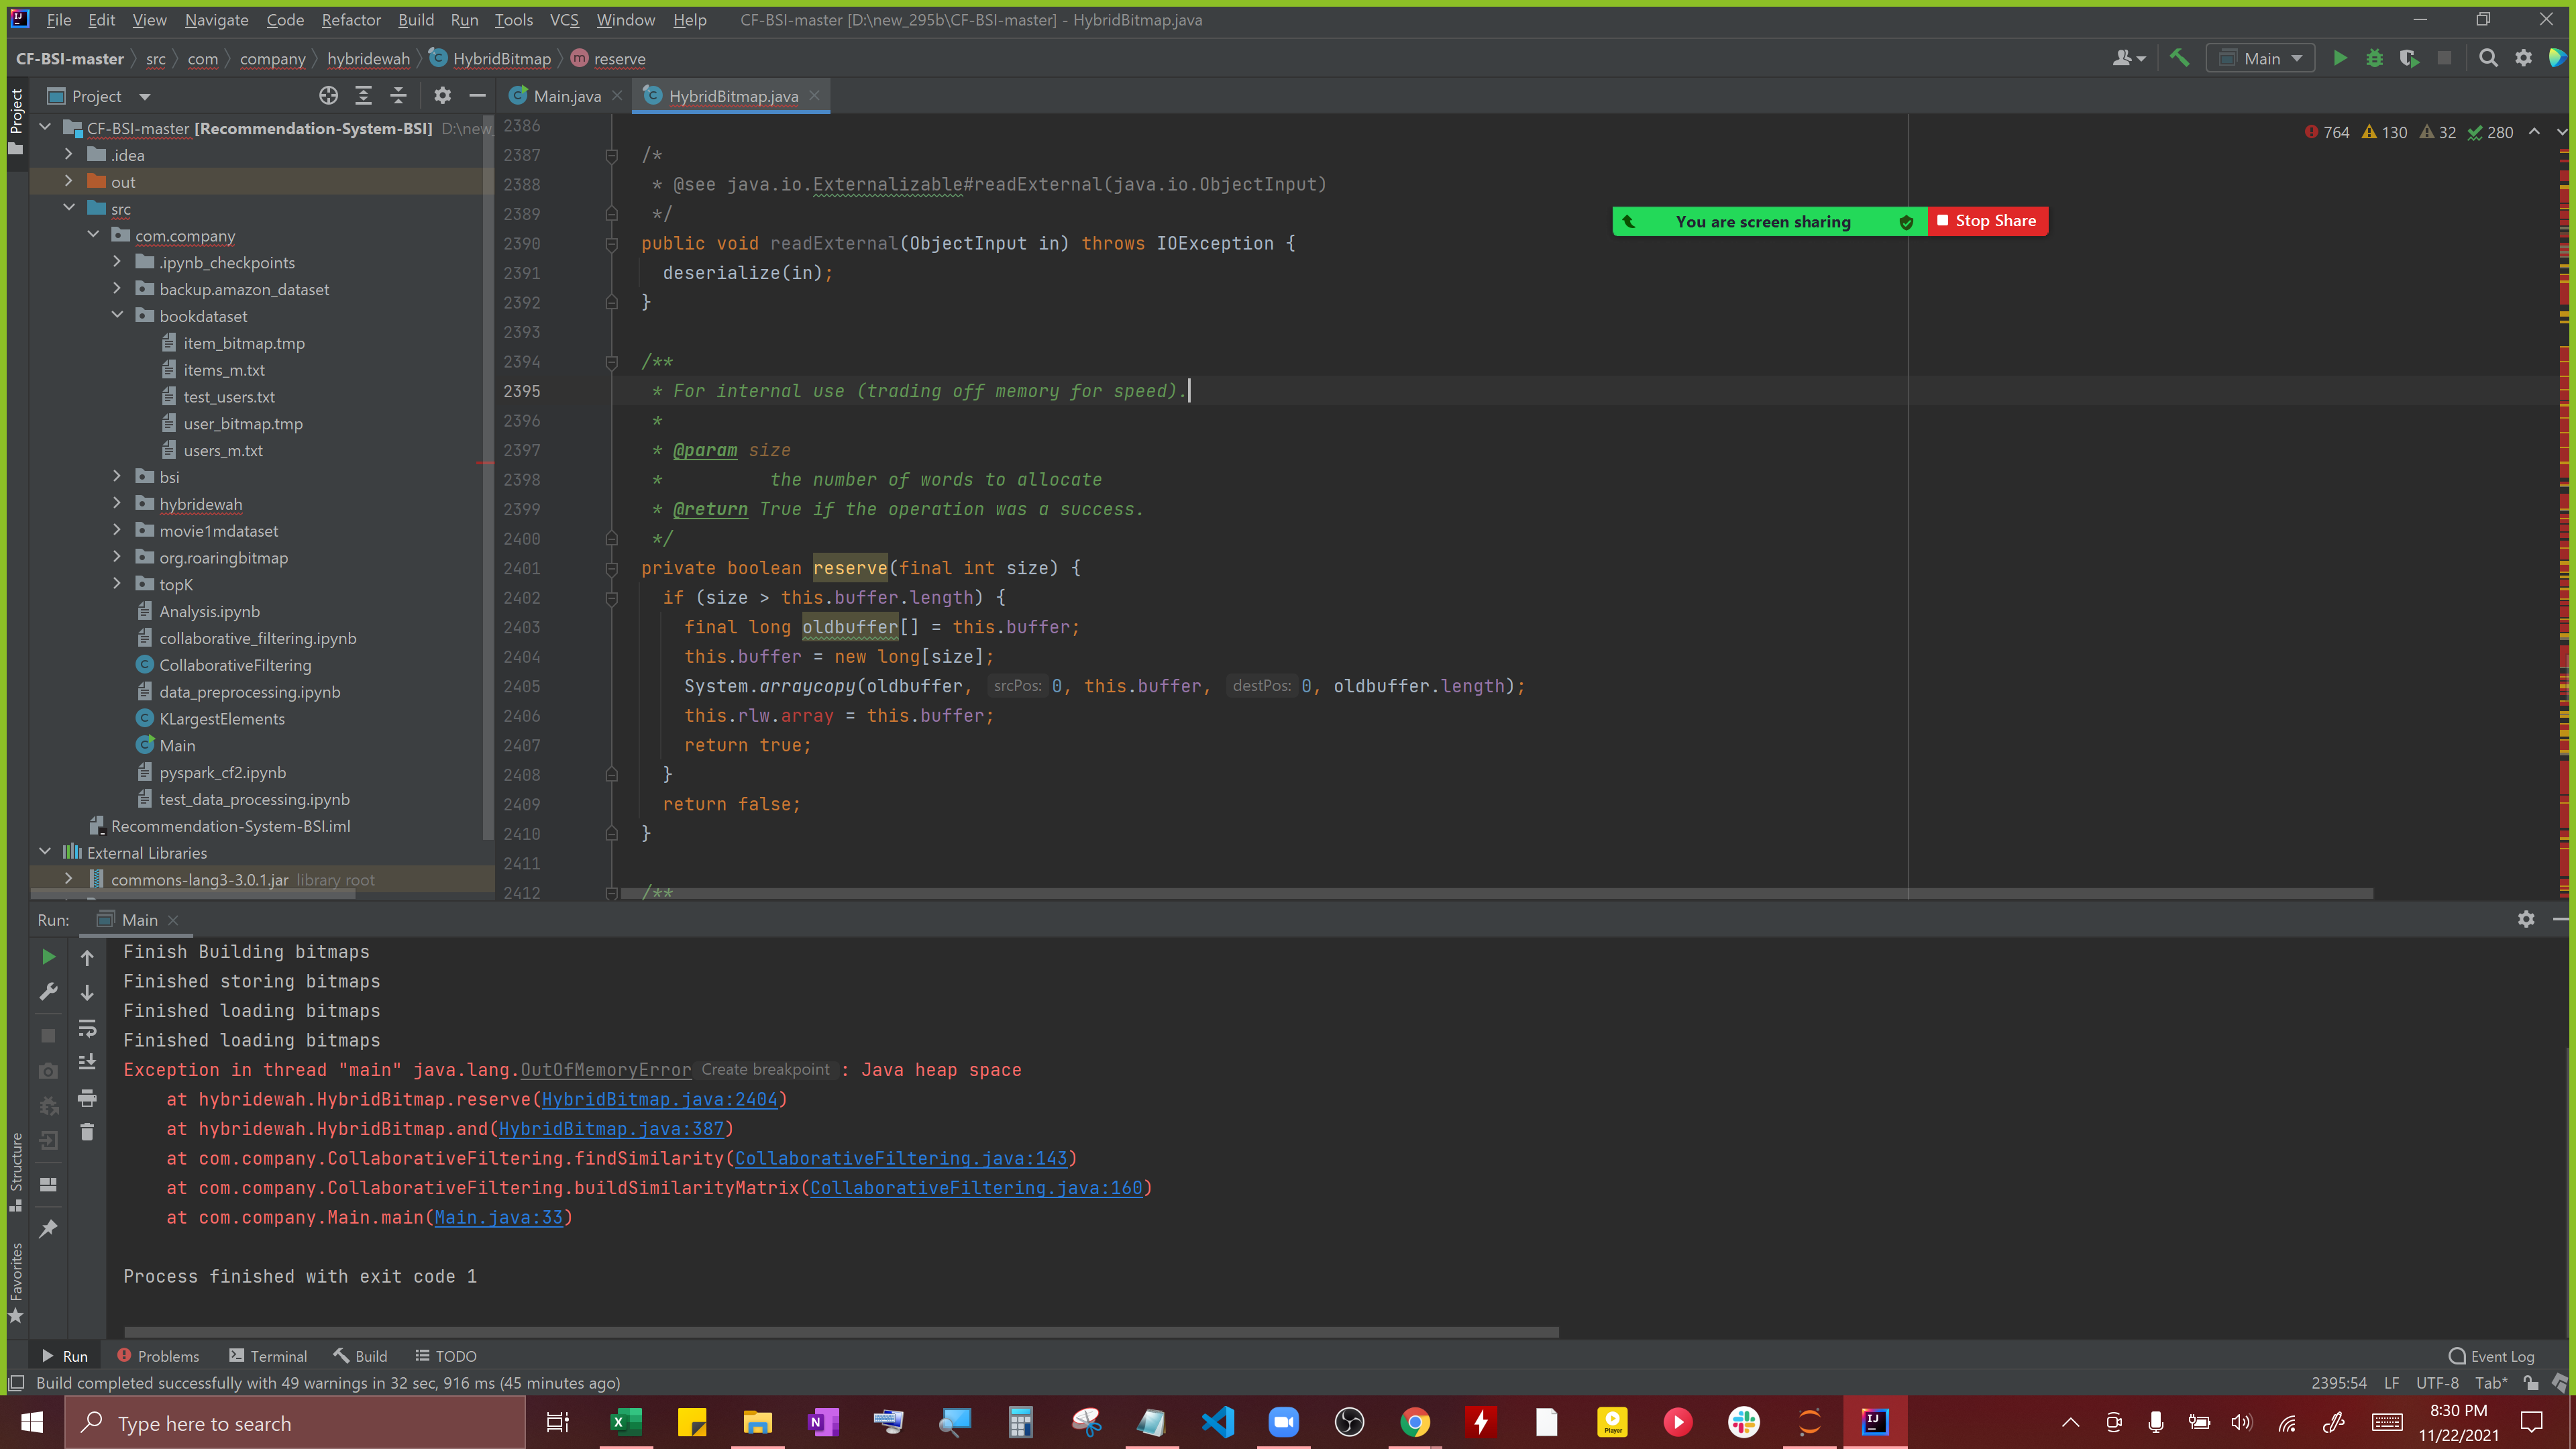 File Edit View Navigate Code Refactor Build Run Tools VCS Window Help CF-BSI-master [D:\new_295b\CF-BSI-master] - HybridBitmap.java
CF-BSI-master src com company hybridewah HybridBitmap reserve
Main
Project
Main.java HybridBitmap.java
Project
CF-BSI-master [Recommendation-System-BSI] D:\new_
.idea
out
src
com.company
.ipynb_checkpoints
backup.amazon_dataset
bookdataset
item_bitmap.tmp
items_m.txt
test_users.txt
user_bitmap.tmp
users_m.txt
bsi
hybridewah
movie1mdataset
org.roaringbitmap
topK
Analysis.ipynb
collaborative_filtering.ipynb
CollaborativeFiltering
data_preprocessing.ipynb
KLargestElements
Main
pyspark_cf2.ipynb
test_data_processing.ipynb
Recommendation-System-BSI.iml
External Libraries
commons-lang3-3.0.1.jar library root
764 130 32 280
You are screen sharing Stop Share
2386
2387 /*
2388 * @see java.io.Externalizable#readExternal(java.io.ObjectInput)
2389 */
2390 public void readExternal(ObjectInput in) throws IOException {
2391 deserialize(in);
2392 }
2393
2394 /**
2395 * For internal use (trading off memory for speed).
2396 *
2397 * @param size
2398 * the number of words to allocate
2399 * @return True if the operation was a success.
2400 */
2401 private boolean reserve(final int size) {
2402 if (size > this.buffer.length) {
2403 final long oldbuffer[] = this.buffer;
2404 this.buffer = new long[size];
2405 System.arraycopy(oldbuffer, srcPos: 0, this.buffer, destPos: 0, oldbuffer.length);
2406 this.rlw.array = this.buffer;
2407 return true;
2408 }
2409 return false;
2410 }
2411
2412 /**
Run: Main
Finish Building bitmaps
Finished storing bitmaps
Finished loading bitmaps
Finished loading bitmaps
Exception in thread "main" java.lang.OutOfMemoryError Create breakpoint : Java heap space
at hybridewah.HybridBitmap.reserve(HybridBitmap.java:2404)
at hybridewah.HybridBitmap.and(HybridBitmap.java:387)
at com.company.CollaborativeFiltering.findSimilarity(CollaborativeFiltering.java:143)
at com.company.CollaborativeFiltering.buildSimilarityMatrix(CollaborativeFiltering.java:160)
at com.company.Main.main(Main.java:33)
Process finished with exit code 1
Structure
Favorites
Run Problems Terminal Build TODO Event Log
Build completed successfully with 49 warnings in 32 sec, 916 ms (45 minutes ago) 2395:54 LF UTF-8 Tab*
Type here to search
8:30 PM
11/22/2021